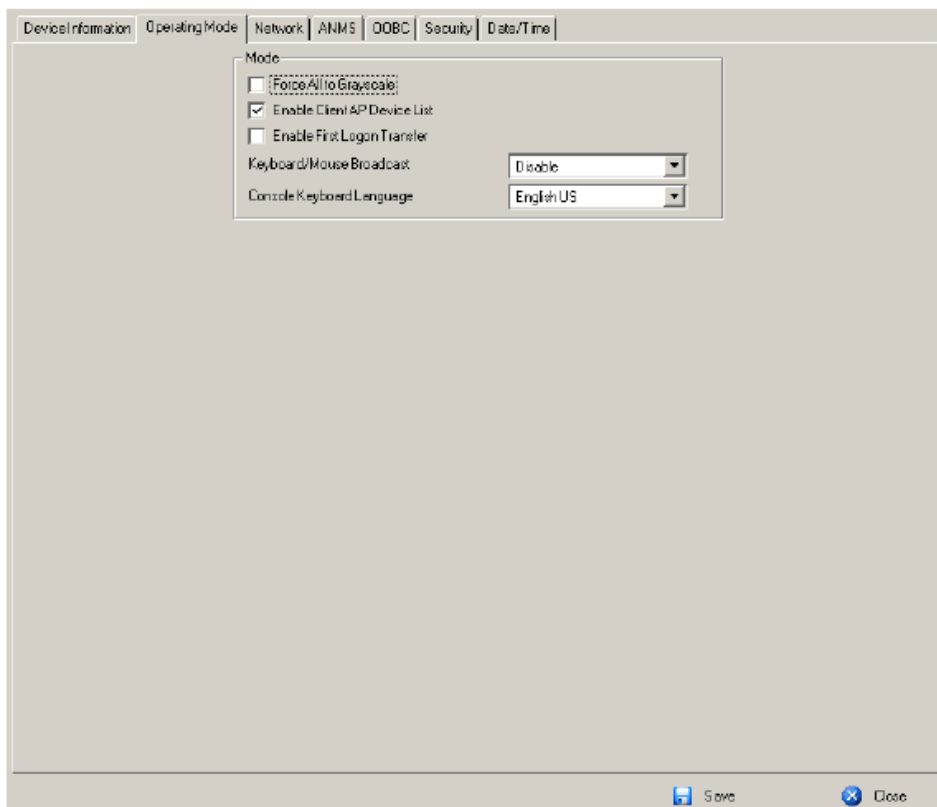 Device Information Operating Mode Network ANMS OOBC Security Date/Time
Mode
Force All to Grayscale
Enable Client AP Device List
Enable First Logon Transfer
Keyboard/Mouse Broadcast Disable
Console Keyboard Language English US
Save Close